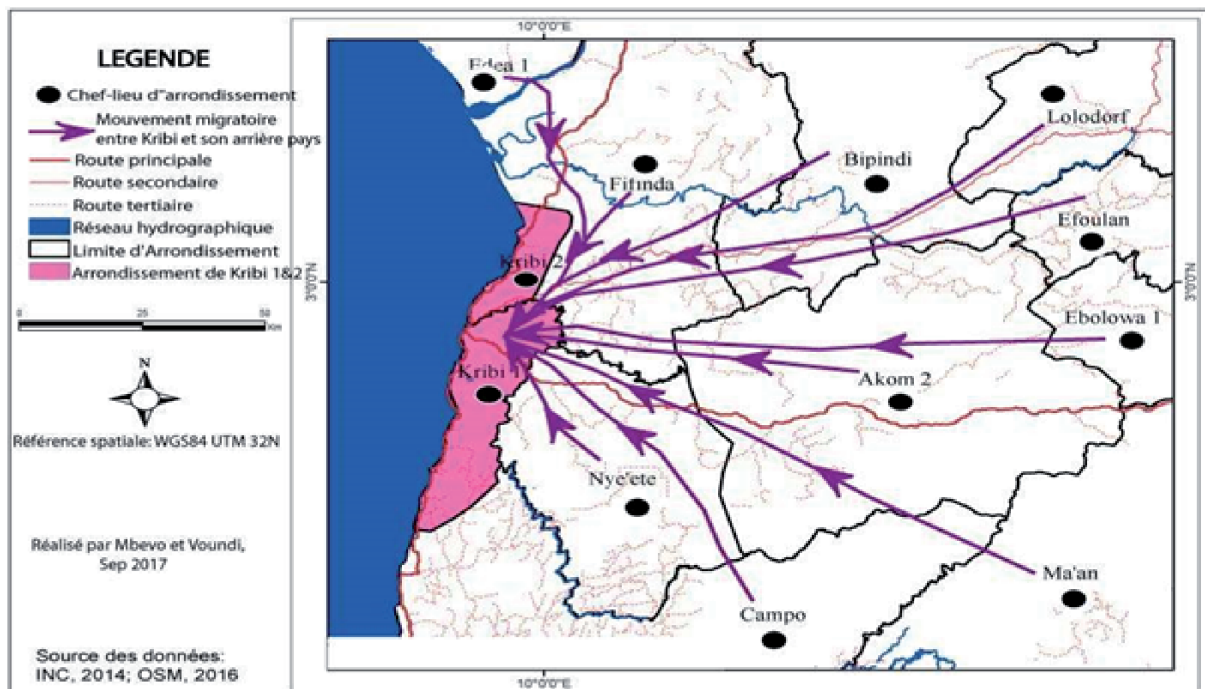 LEGENDE
Chef-lieu d"arrondissement
Mouvement migratoire
entre Kribi et son arrière pays
Route principale
Route secondaire
Route tertiaire
Réseau hydrographique
Limite d'Arrondissement
Arrondissement de Kribi 1&2
0 25 50
KM
N
Référence spatiale: WGS84 UTM 32N
Réalisé par Mbevo et Voundi,
Sep 2017
Source des données:
INC, 2014; OSM, 2016
10°0'0"E
Edea 1
Lolodorf
Bipindi
Fifinda
Efoulan
Kribi 2
3°0'0"N
3°0'0"N
Ebolowa 1
Kribi 1
Akom 2
Nye'ete
Ma'an
Campo
10°0'0"E